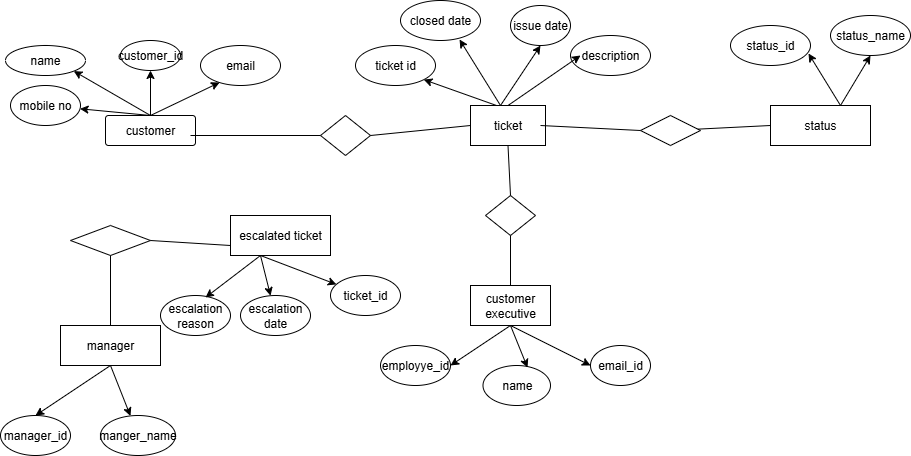 closed date
issue date
status_id
status_name
name
customer_id
email
ticket id
description
mobile no
customer
ticket
status
escalated ticket
escalation
reason
escalation
date
ticket_id
customer
executive
manager
employye_id
name
email_id
manager_id
manger_name